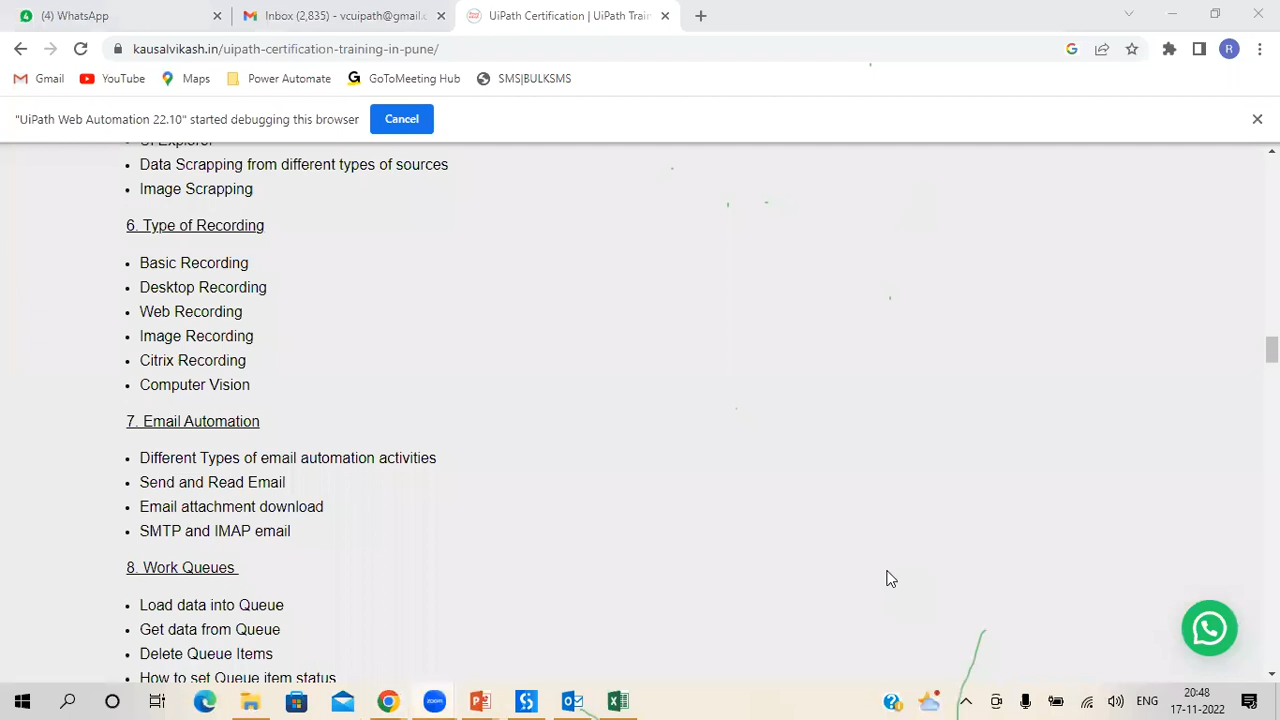 (4) WhatsApp
Inbox (2,835) - vcuipath@gmail.c
UiPath Certification | UiPath Train
kausalvikash.in/uipath-certification-training-in-pune/
R
Gmail
YouTube
Maps
Power Automate
GoToMeeting Hub
SMS|BULKSMS
"UiPath Web Automation 22.10" started debugging this browser
Cancel
UI Explorer
• Data Scrapping from different types of sources
• Image Scrapping
6. Type of Recording
• Basic Recording
• Desktop Recording
• Web Recording
• Image Recording
• Citrix Recording
• Computer Vision
7. Email Automation
• Different Types of email automation activities
• Send and Read Email
• Email attachment download
• SMTP and IMAP email
8. Work Queues
• Load data into Queue
• Get data from Queue
• Delete Queue Items
• How to set Queue item status
zoom
ENG
20:48
17-11-2022